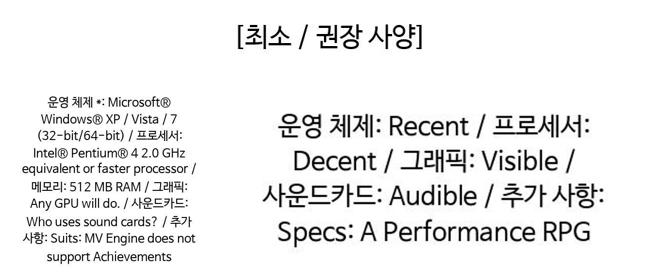 [최소 / 권장 사양]
운영 체제 *: Microsoft®
Windows® XP / Vista / 7
(32-bit/64-bit) / 프로세서:
Intel® Pentium® 4 2.0 GHz
equivalent or faster processor /
메모리: 512 MB RAM / 그래픽:
Any GPU will do. / 사운드카드:
Who uses sound cards? / 추가
사항: Suits: MV Engine does not
support Achievements
운영 체제: Recent / 프로세서:
Decent / 그래픽: Visible /
사운드카드: Audible / 추가 사항:
Specs: A Performance RPG